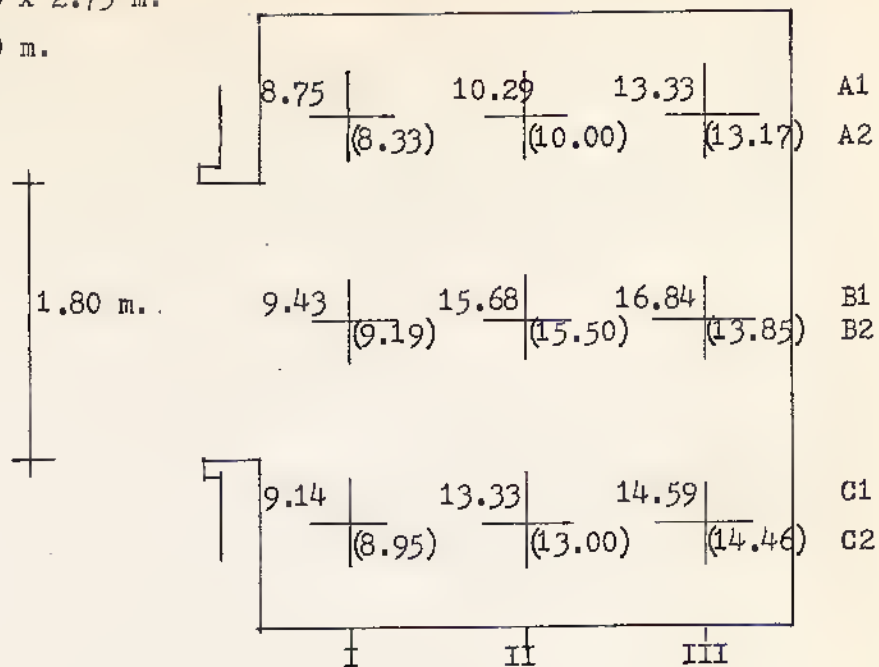 x 2.75 m.
m.
8.75 10.29 13.33 A1
(8.33) (10.00) (13.17) A2
1.80 m. 9.43 15.68 16.84 B1
(9.19) (15.50) (13.85) B2
9.14 13.33 14.59 C1
(8.95) (13.00) (14.46) C2
I II III